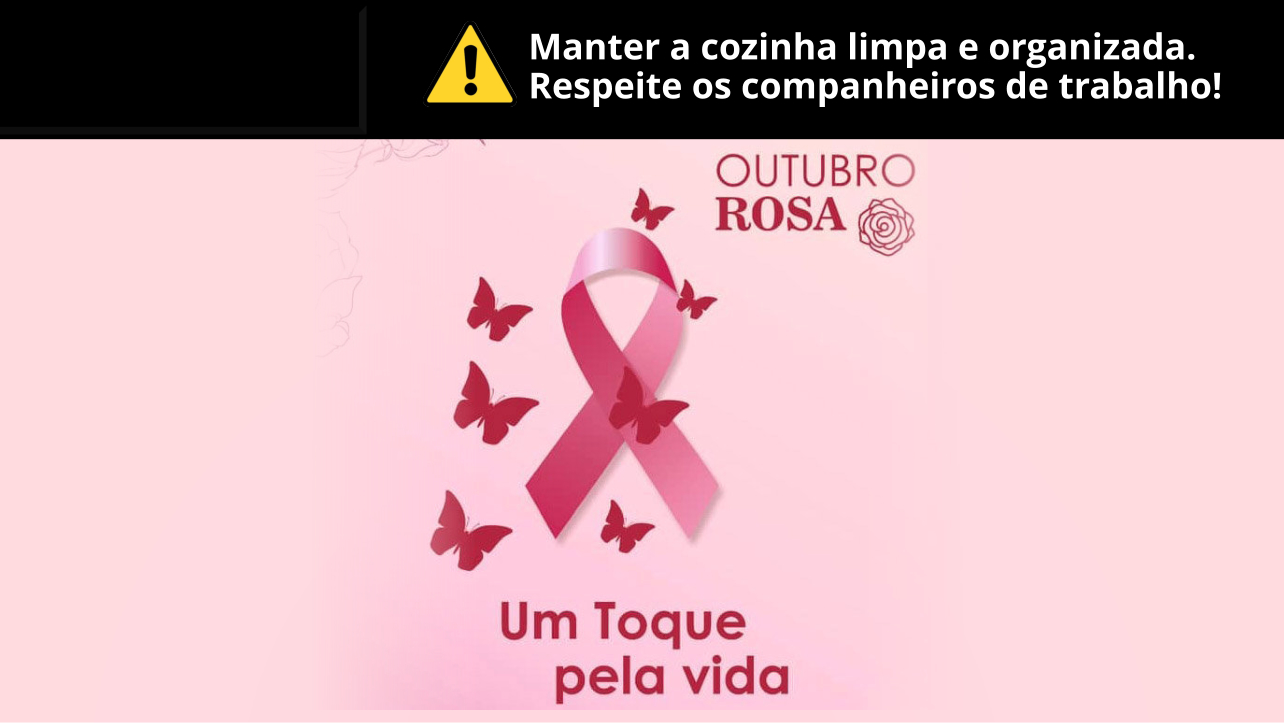 Manter a cozinha limpa e organizada.
Respeite os companheiros de trabalho!
OUTUBRO
ROSA
Um Toque
pela vida